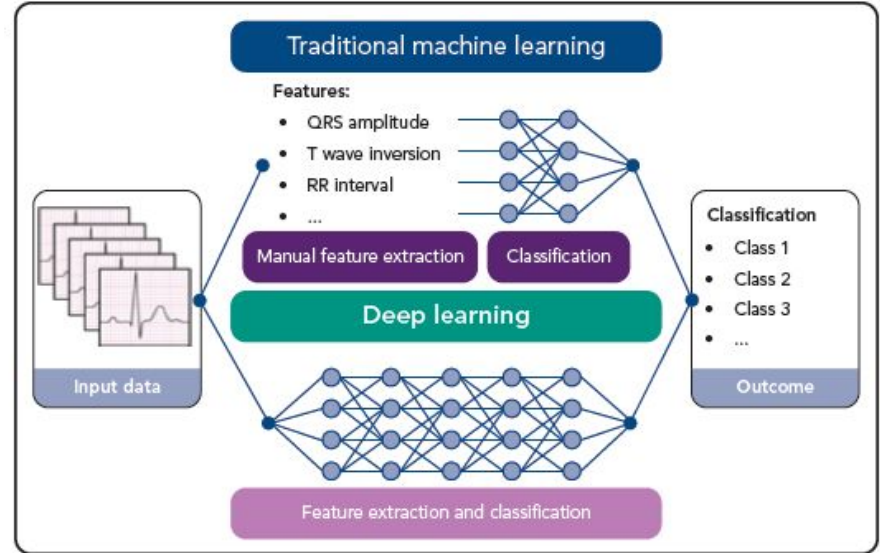 Traditional machine learning
Features:
• QRS amplitude
• T wave inversion
• RR interval
• ...
Manual feature extraction
Classification
Deep learning
Input data
Classification
• Class 1
• Class 2
• Class 3
• ...
Outcome
Feature extraction and classification